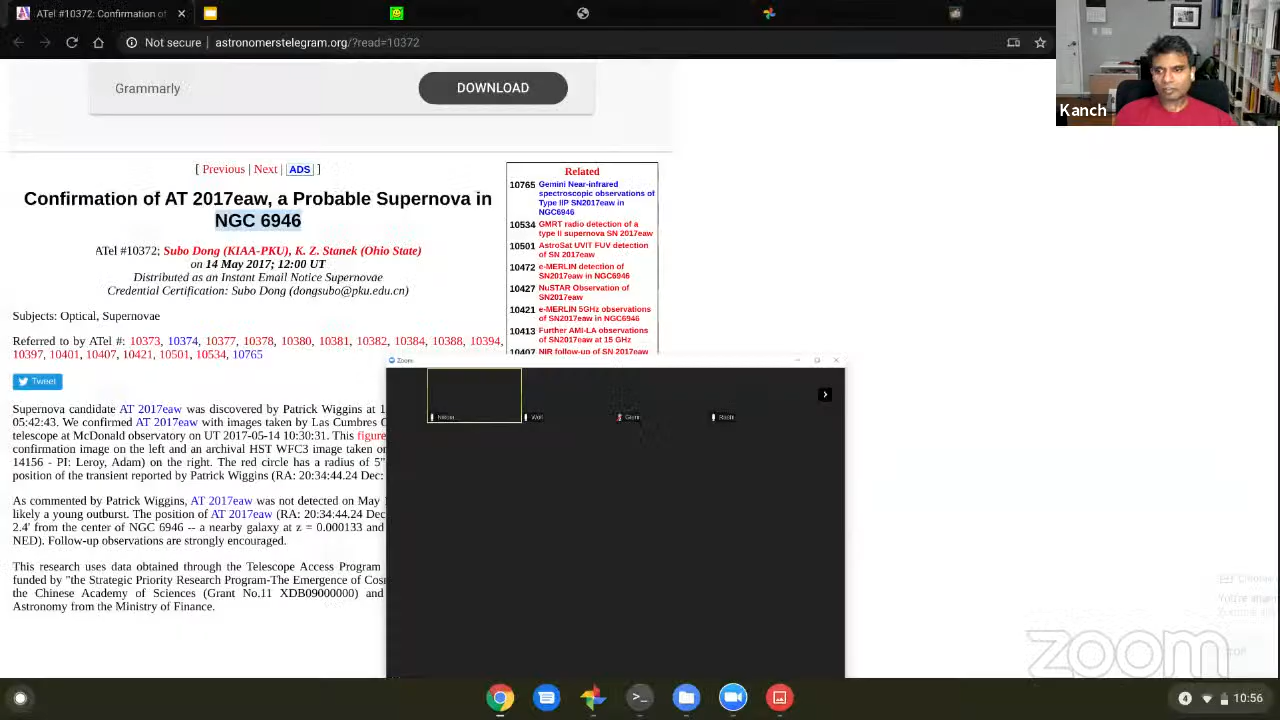 ATel #10372: Confirmation of
Not secure | astronomerstelegram.org/?read=10372
Kanch
Grammarly
DOWNLOAD
[ Previous | Next | ADS ]
Confirmation of AT 2017eaw, a Probable Supernova in
NGC 6946
ATel #10372; Subo Dong (KIAA-PKU), K. Z. Stanek (Ohio State)
on 14 May 2017; 12:00 UT
Distributed as an Instant Email Notice Supernovae
Credential Certification: Subo Dong (dongsubo@pku.edu.cn)
Subjects: Optical, Supernovae
Referred to by ATel #: 10373, 10374, 10377, 10378, 10380, 10381, 10382, 10384, 10388, 10394,
10397, 10401, 10407, 10421, 10501, 10534, 10765
Tweet
Supernova candidate AT 2017eaw was discovered by Patrick Wiggins at 1
03:42:43. We confirmed AT 2017eaw with images taken by Las Cumbres
telescope at McDonald observatory on UT 2017-05-14 10:30:31. This figure
confirmation image on the left and an archival HST WFC3 image taken on
14156 - PI: Leroy, Adam) on the right. The red circle has a radius of 5"
position of the transient reported by Patrick Wiggins (RA: 20:34:44.24 Dec:
As commented by Patrick Wiggins, AT 2017eaw was not detected on May
likely a young outburst. The position of AT 2017eaw (RA: 20:34:44.24 Dec
2.4' from the center of NGC 6946 -- a nearby galaxy at z = 0.000133 and
NED). Follow-up observations are strongly encouraged.
This research uses data obtained through the Telescope Access Program
funded by "the Strategic Priority Research Program-The Emergence of Cosm
the Chinese Academy of Sciences (Grant No.11 XDB09000000) and
Astronomy from the Ministry of Finance.
Related
10765 Gemini Near-infrared
spectroscopic observations of
Type IIP SN2017eaw in
NGC6946
10534 GMRT radio detection of a
type II supernova SN 2017eaw
10501 AstroSat UVIT FUV detection
of SN 2017eaw
10472 e-MERLIN detection of
SN2017eaw in NGC6946
10427 NuSTAR Observation of
SN2017eaw
10421 e-MERLIN 5GHz observations
of SN2017eaw in NGC6946
10413 Further AMI-LA observations
of SN2017eaw at 15 GHz
10407 NIR follow-up of SN 2017eaw
Zoom
zoom
STOP
4 10:56